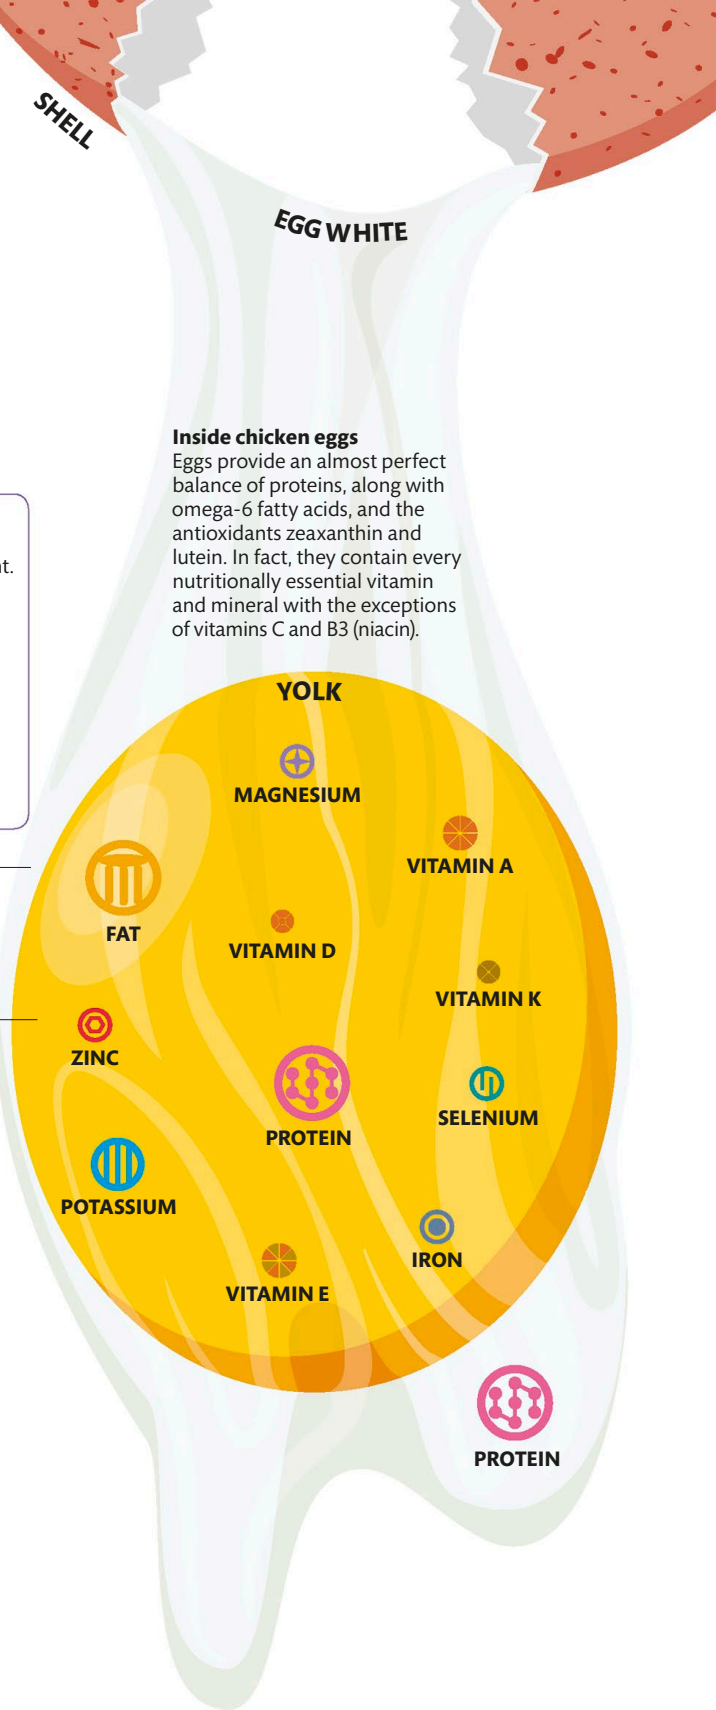 SHELL
EGG WHITE
Inside chicken eggs
Eggs provide an almost perfect
balance of proteins, along with
omega-6 fatty acids, and the
antioxidants zeaxanthin and
lutein. In fact, they contain every
nutritionally essential vitamin
and mineral with the exceptions
of vitamins C and B3 (niacin).
YOLK
MAGNESIUM
VITAMIN A
FAT
VITAMIN D
VITAMIN K
ZINC
PROTEIN
SELENIUM
POTASSIUM
IRON
VITAMIN E
PROTEIN